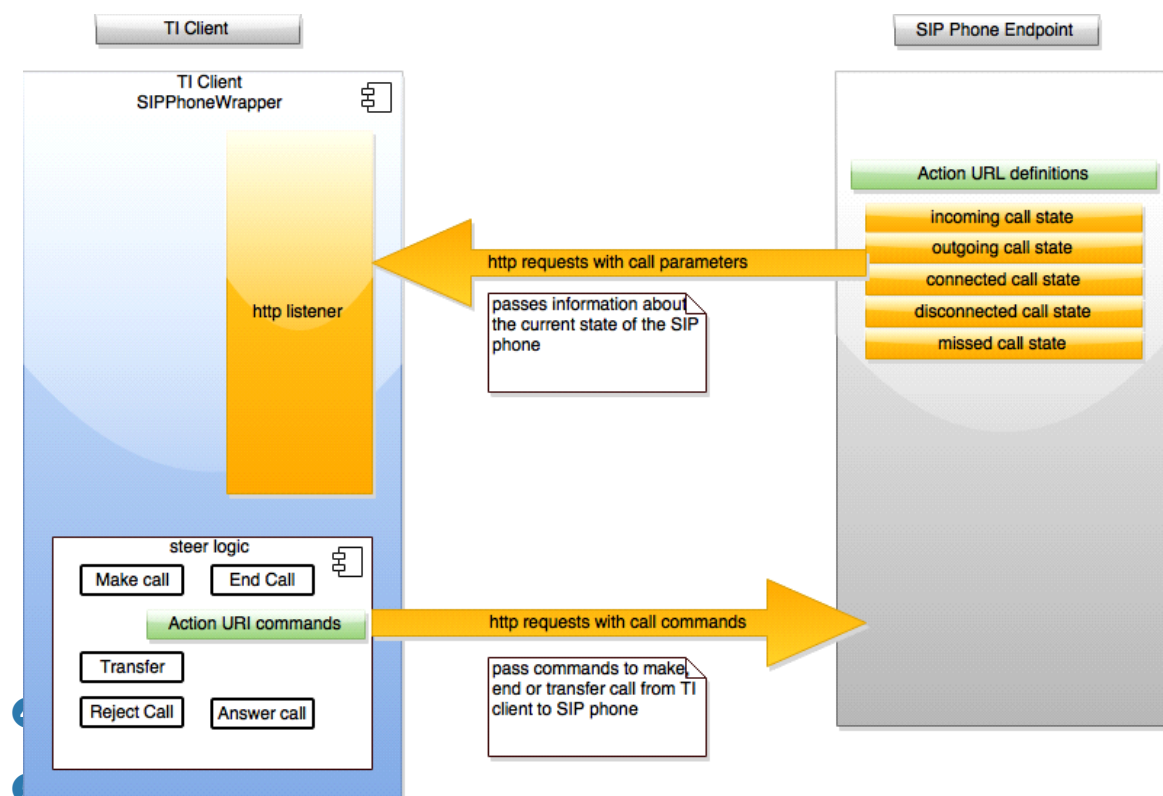 TI Client
SIP Phone Endpoint
TI Client
SIPPhoneWrapper
http listener
Action URL definitions
incoming call state
outgoing call state
connected call state
disconnected call state
missed call state
http requests with call parameters
passes information about
the current state of the SIP
phone
steer logic
Make call
End Call
Action URI commands
Transfer
Reject Call
Answer call
http requests with call commands
pass commands to make,
end or transfer call from TI
client to SIP phone